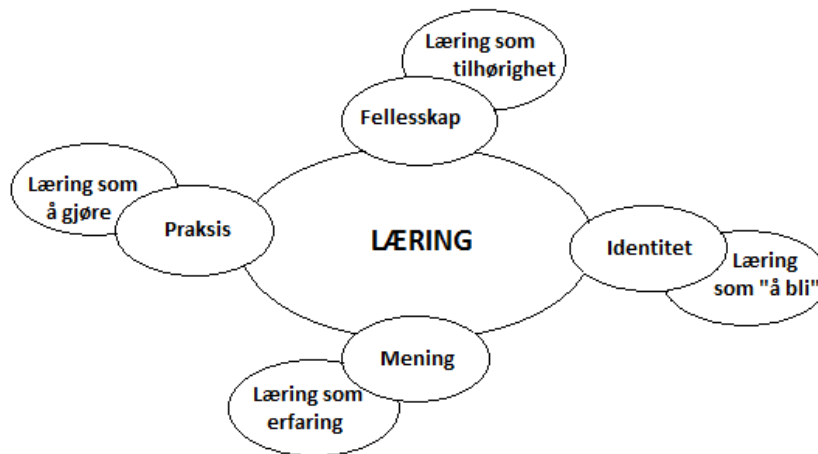 Læring som
tilhørighet
Fellesskap
Læring som
å gjøre
Praksis
LÆRING
Identitet
Læring
som "å bli"
Mening
Læring som
erfaring